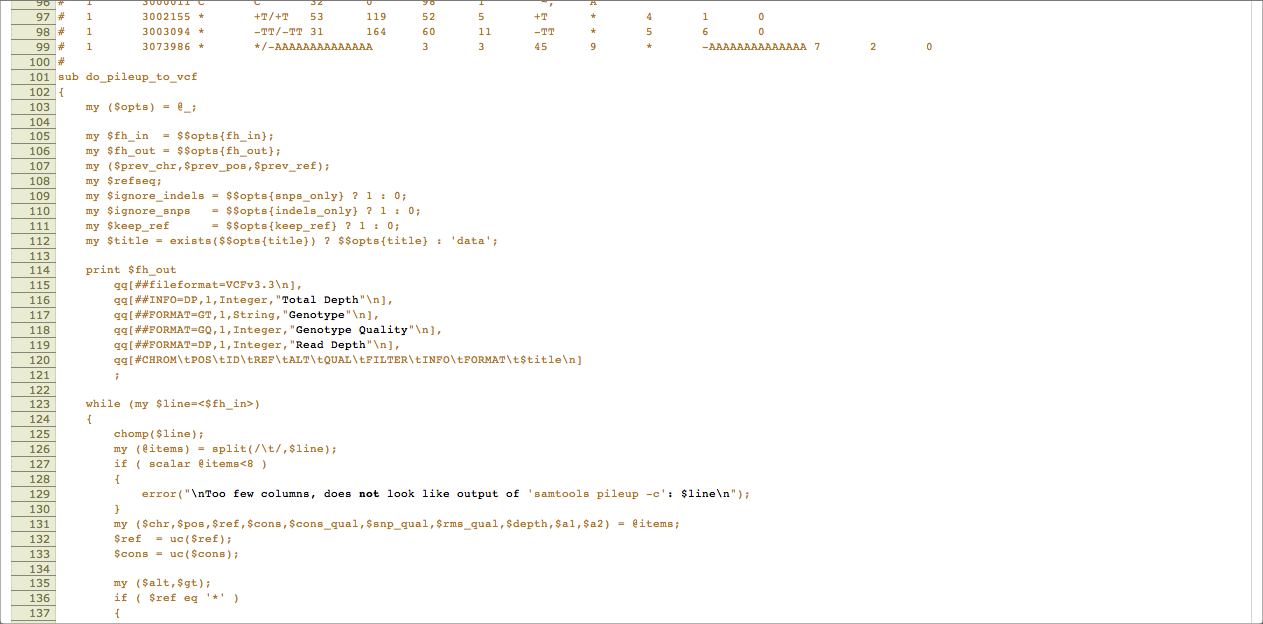 97 #   1       3002155 *       +T/+T   53      119     52      5       +T      *       4       1       0
98 #   1       3003094 *       -TT/-TT 31      164     60      11      -TT     *       5       6       0
99 #   1       3073986 *       */-AAAAAAAAAAAAAA       3       3       45      9       *       -AAAAAAAAAAAAAA 7       2       0
100 #
101 sub do_pileup_to_vcf
102 {
103     my ($opts) = @_;
104
105     my $fh_in  = $$opts{fh_in};
106     my $fh_out = $$opts{fh_out};
107     my ($prev_chr,$prev_pos,$prev_ref);
108     my $refseq;
109     my $ignore_indels = $$opts{snps_only} ? 1 : 0;
110     my $ignore_snps   = $$opts{indels_only} ? 1 : 0;
111     my $keep_ref      = $$opts{keep_ref} ? 1 : 0;
112     my $title = exists($$opts{title}) ? $$opts{title} : 'data';
113
114     print $fh_out
115         qq[##fileformat=VCFv3.3\n],
116         qq[##INFO=DP,1,Integer,"Total Depth"\n],
117         qq[##FORMAT=GT,1,String,"Genotype"\n],
118         qq[##FORMAT=GQ,1,Integer,"Genotype Quality"\n],
119         qq[##FORMAT=DP,1,Integer,"Read Depth"\n],
120         qq[#CHROM\tPOS\tID\tREF\tALT\tQUAL\tFILTER\tINFO\tFORMAT\t$title\n]
121         ;
122
123     while (my $line=<$fh_in>)
124     {
125         chomp($line);
126         my (@items) = split(/\t/,$line);
127         if ( scalar @items<8 )
128         {
129             error("\nToo few columns, does not look like output of 'samtools pileup -c': $line\n");
130         }
131         my ($chr,$pos,$ref,$cons,$cons_qual,$snp_qual,$rms_qual,$depth,$a1,$a2) = @items;
132         $ref  = uc($ref);
133         $cons = uc($cons);
134
135         my ($alt,$gt);
136         if ( $ref eq '*' )
137         {